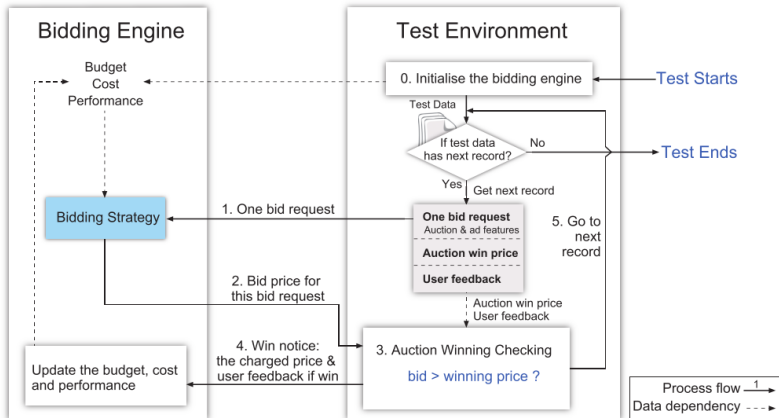 Bidding Engine
Test Environment
Budget
Cost
Performance
0. Initialise the bidding engine
Test Starts
Test Data
If test data
has next record?
No
Test Ends
Yes
Get next record
Bidding Strategy
1. One bid request
One bid request
Auction & ad features
Auction win price
User feedback
5. Go to
next
record
2. Bid price for
this bid request
Auction win price
User feedback
4. Win notice:
the charged price &
user feedback if win
3. Auction Winning Checking
bid > winning price ?
Update the budget, cost
and performance
Process flow 1
Data dependency